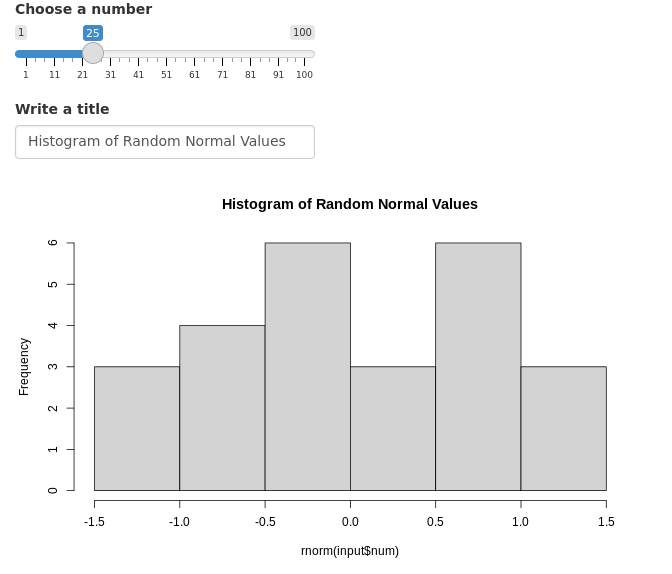 Choose a number
1 25 100
1 11 21 31 41 51 61 71 81 91 100
Write a title
Histogram of Random Normal Values
Histogram of Random Normal Values
6
5
4
3
2
1
0
Frequency
-1.5 -1.0 -0.5 0.0 0.5 1.0 1.5
rnorm(input$num)